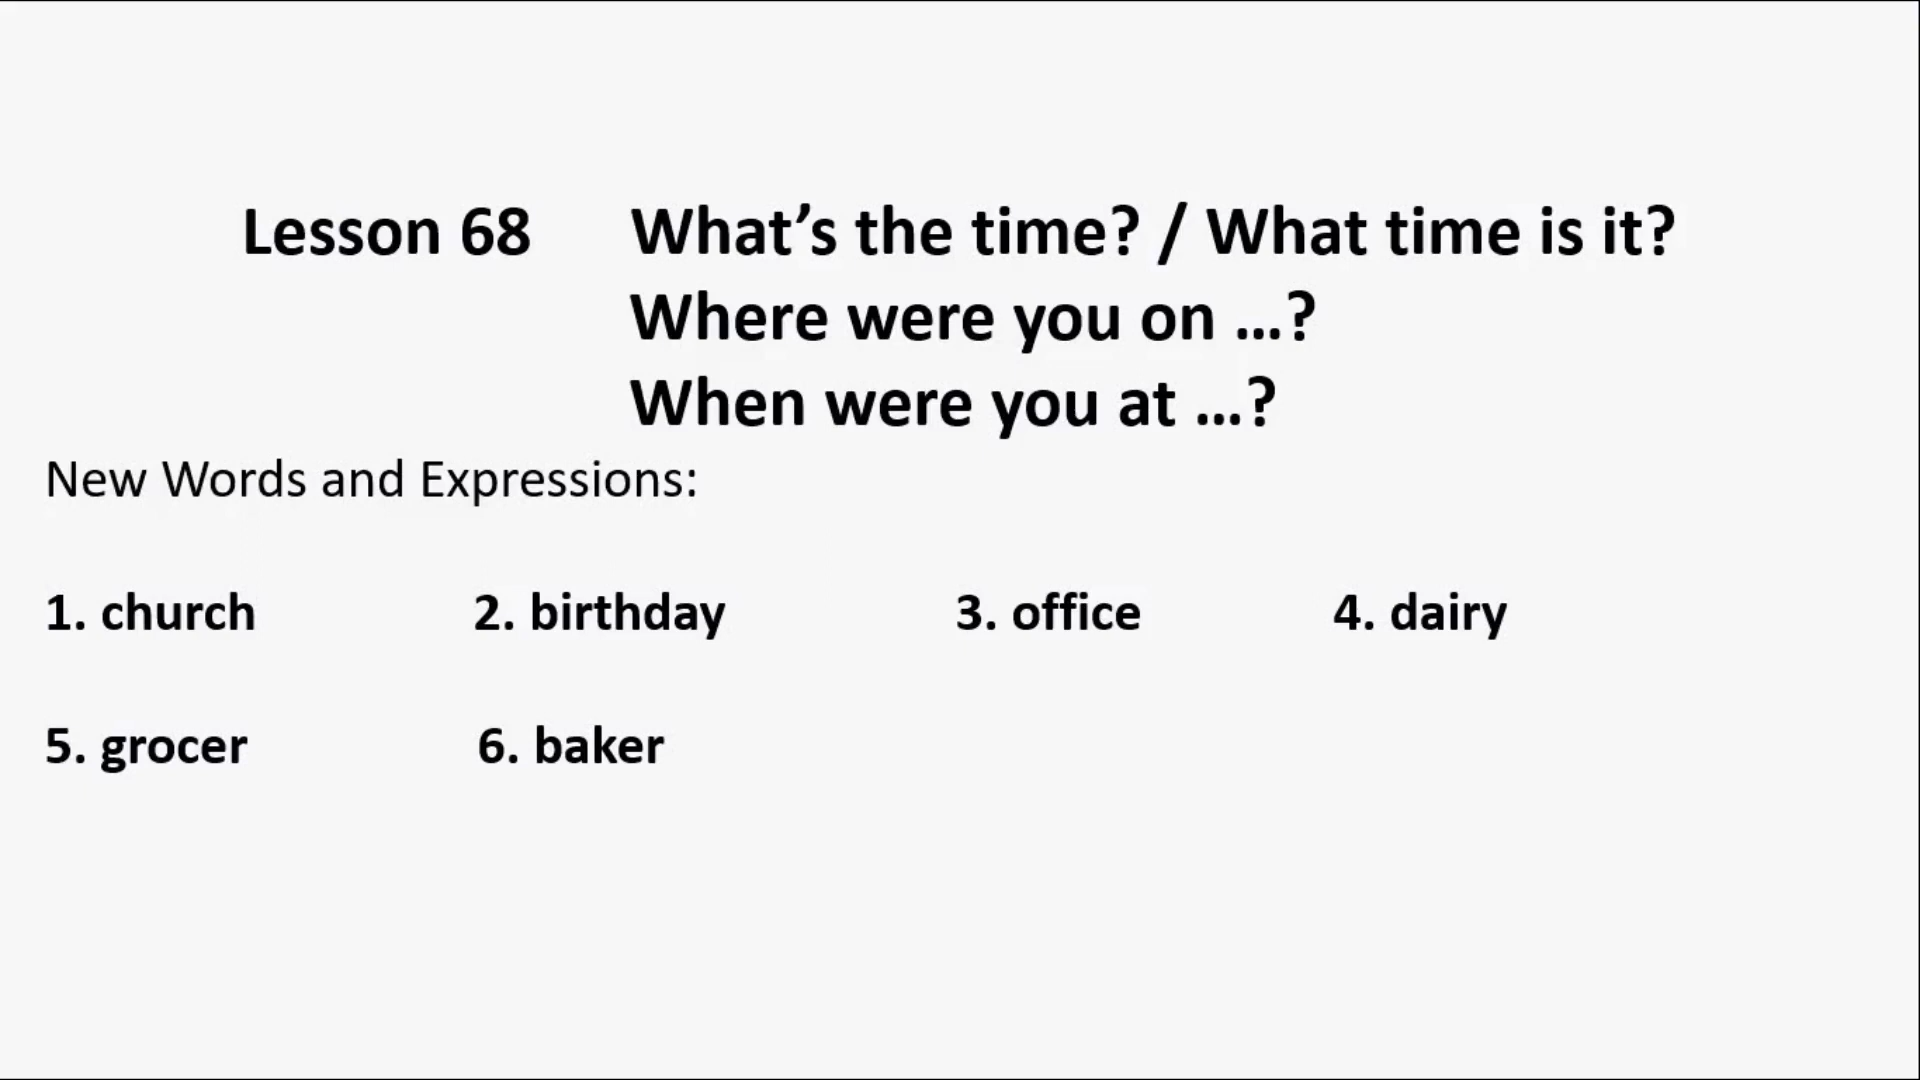 Lesson 68 What’s the time? / What time is it?
Where were you on ...?
When were you at ...?
New Words and Expressions:
1. church 2. birthday 3. office 4. dairy
5. grocer 6. baker